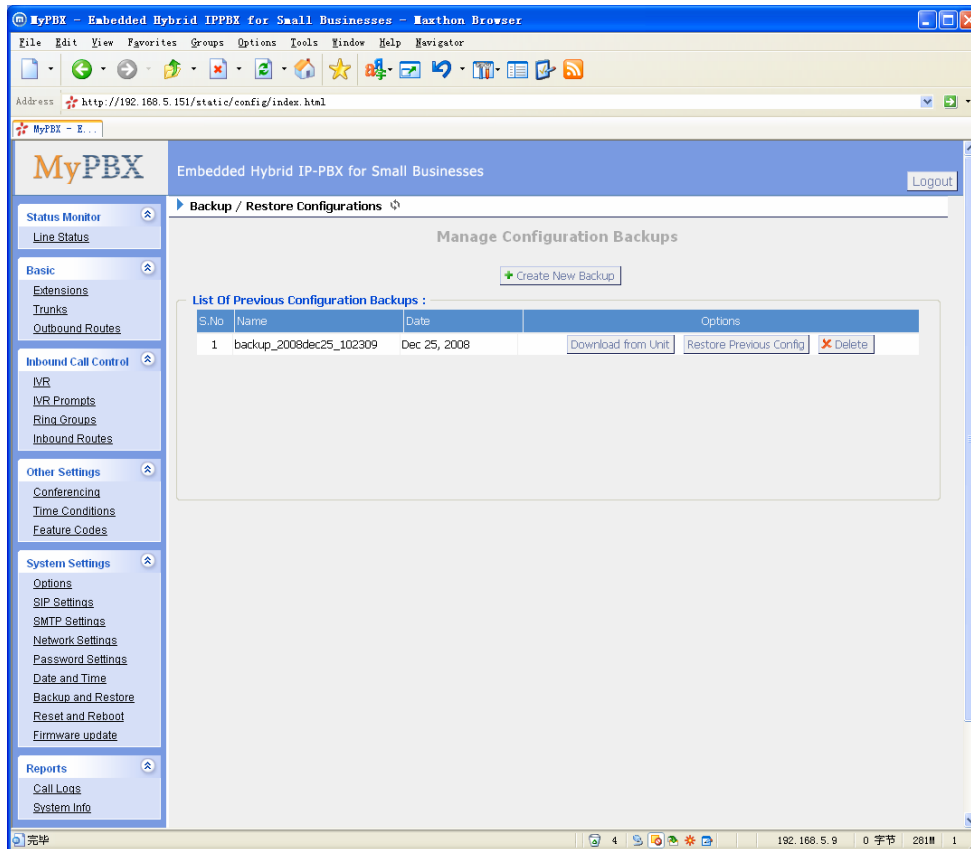 MyPBX - Embedded Hybrid IPPBX for Small Businesses - Maxthon Browser
File Edit View Favorites Groups Options Tools Window Help Navigator
Address http://192.168.5.151/static/config/index.html
MyPBX - E...
MyPBX
Embedded Hybrid IP-PBX for Small Businesses
Logout
Status Monitor
Line Status
Basic
Extensions
Trunks
Outbound Routes
Inbound Call Control
IVR
IVR Prompts
Ring Groups
Inbound Routes
Other Settings
Conferencing
Time Conditions
Feature Codes
System Settings
Options
SIP Settings
SMTP Settings
Network Settings
Password Settings
Date and Time
Backup and Restore
Reset and Reboot
Firmware update
Reports
Call Logs
System Info
Backup / Restore Configurations
Manage Configuration Backups
Create New Backup
List Of Previous Configuration Backups :
S.No Name Date Options
1 backup_2008dec25_102309 Dec 25, 2008 Download from Unit Restore Previous Config Delete
完毕 4 192.168.5.9 0 字节 281M 1